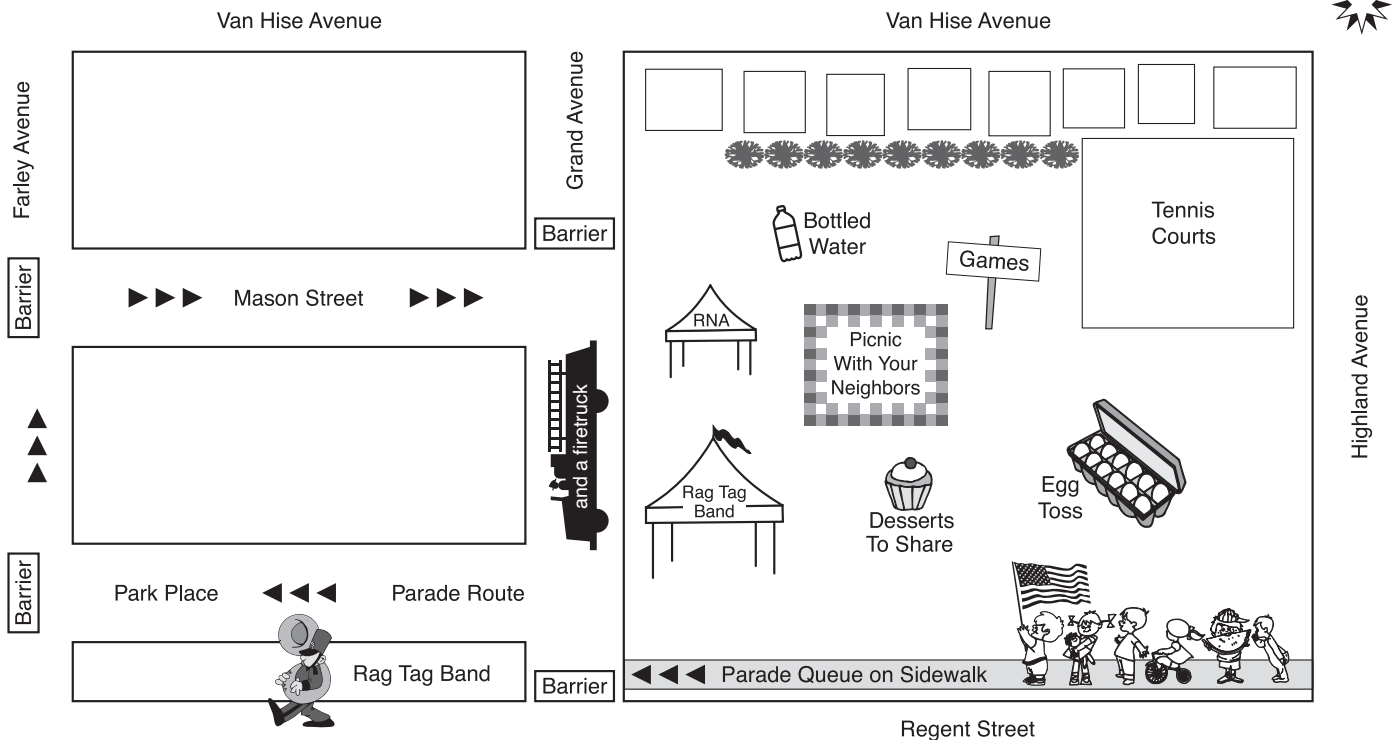 Van Hise Avenue
Van Hise Avenue
Farley Avenue
Grand Avenue
Barrier
Barrier
Mason Street
Bottled
Water
Games
Tennis
Courts
Highland Avenue
RNA
Picnic
With Your
Neighbors
and a firetruck
Rag Tag
Band
Desserts
To Share
Egg
Toss
Barrier
Park Place
Parade Route
Rag Tag Band
Barrier
Parade Queue on Sidewalk
Regent Street